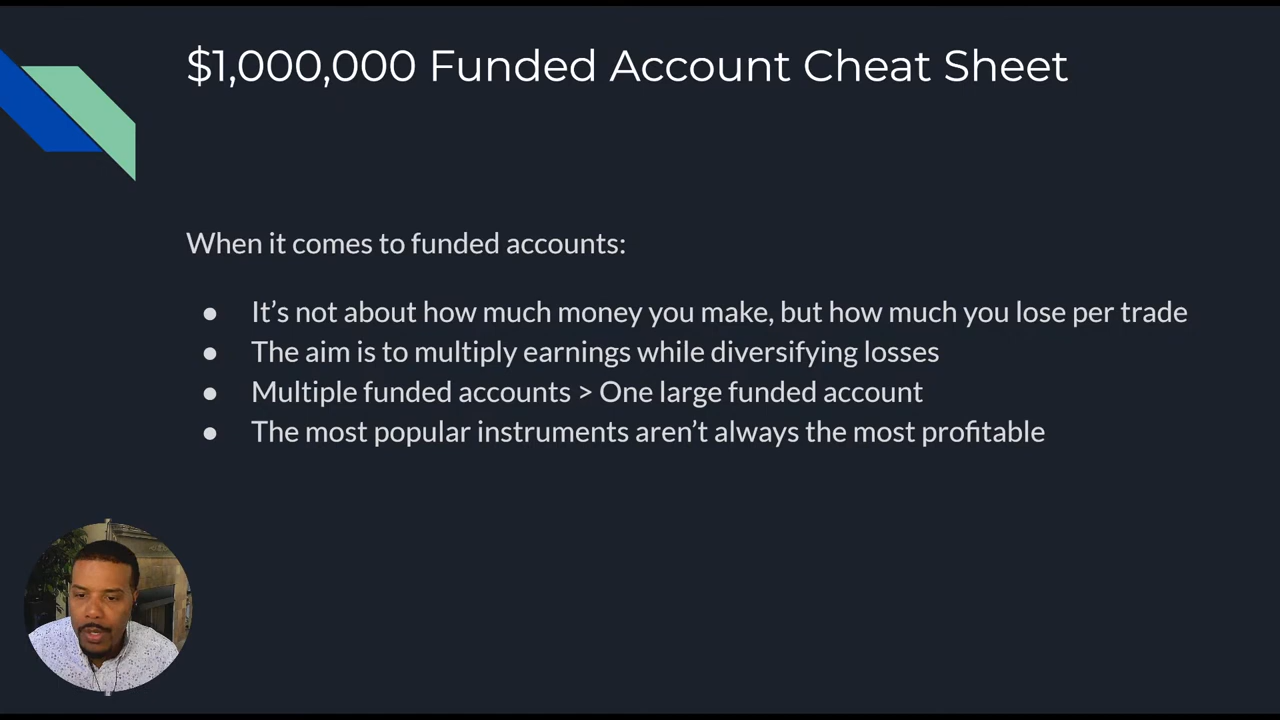 $1,000,000 Funded Account Cheat Sheet
When it comes to funded accounts:
● It’s not about how much money you make, but how much you lose per trade
● The aim is to multiply earnings while diversifying losses
● Multiple funded accounts > One large funded account
● The most popular instruments aren’t always the most profitable